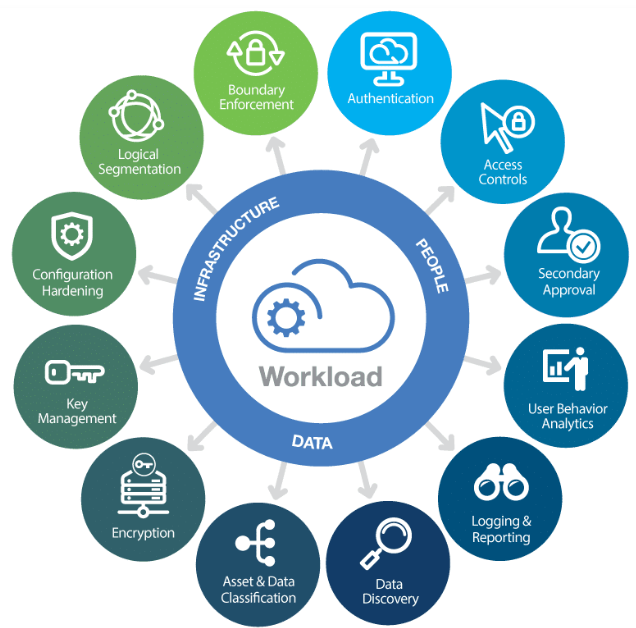 Boundary
Enforcement
Authentication
Access
Controls
Secondary
Approval
User Behavior
Analytics
Logging &
Reporting
Data
Discovery
Asset & Data
Classification
Encryption
Key
Management
Configuration
Hardening
Logical
Segmentation
INFRASTRUCTURE
PEOPLE
DATA
Workload